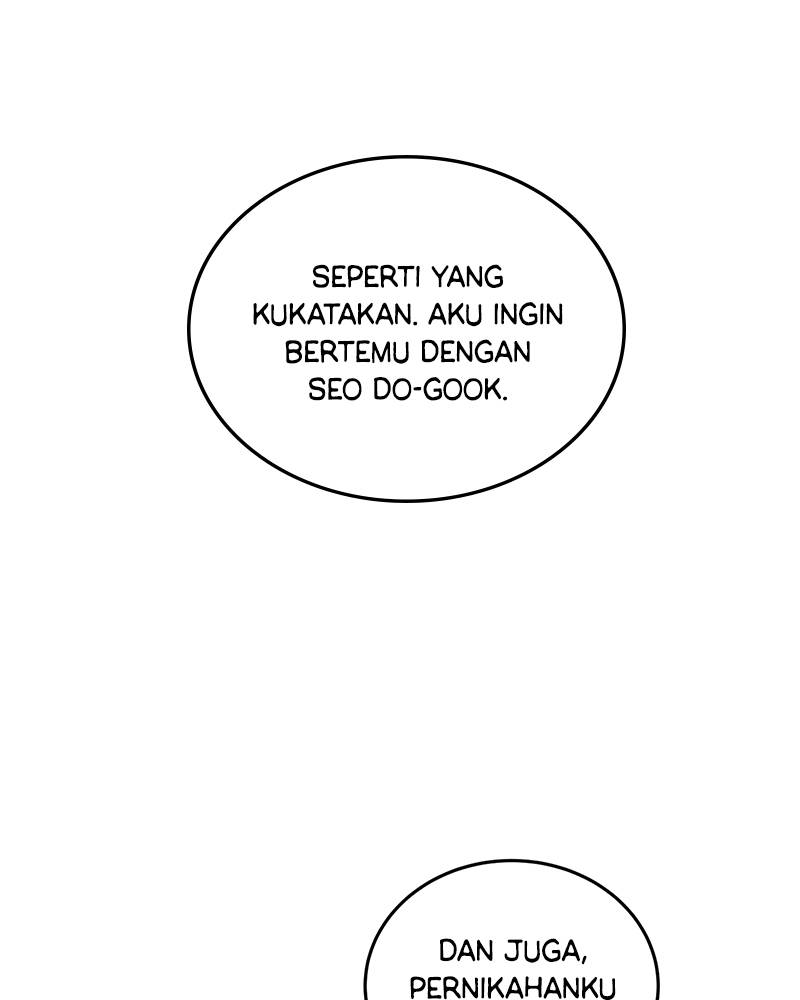 SEPERTI YANG
KUKATAKAN. AKU INGIN
BERTEMU DENGAN
SEO DO-GOOK.
DAN JUGA,
PERNIKAHANKU